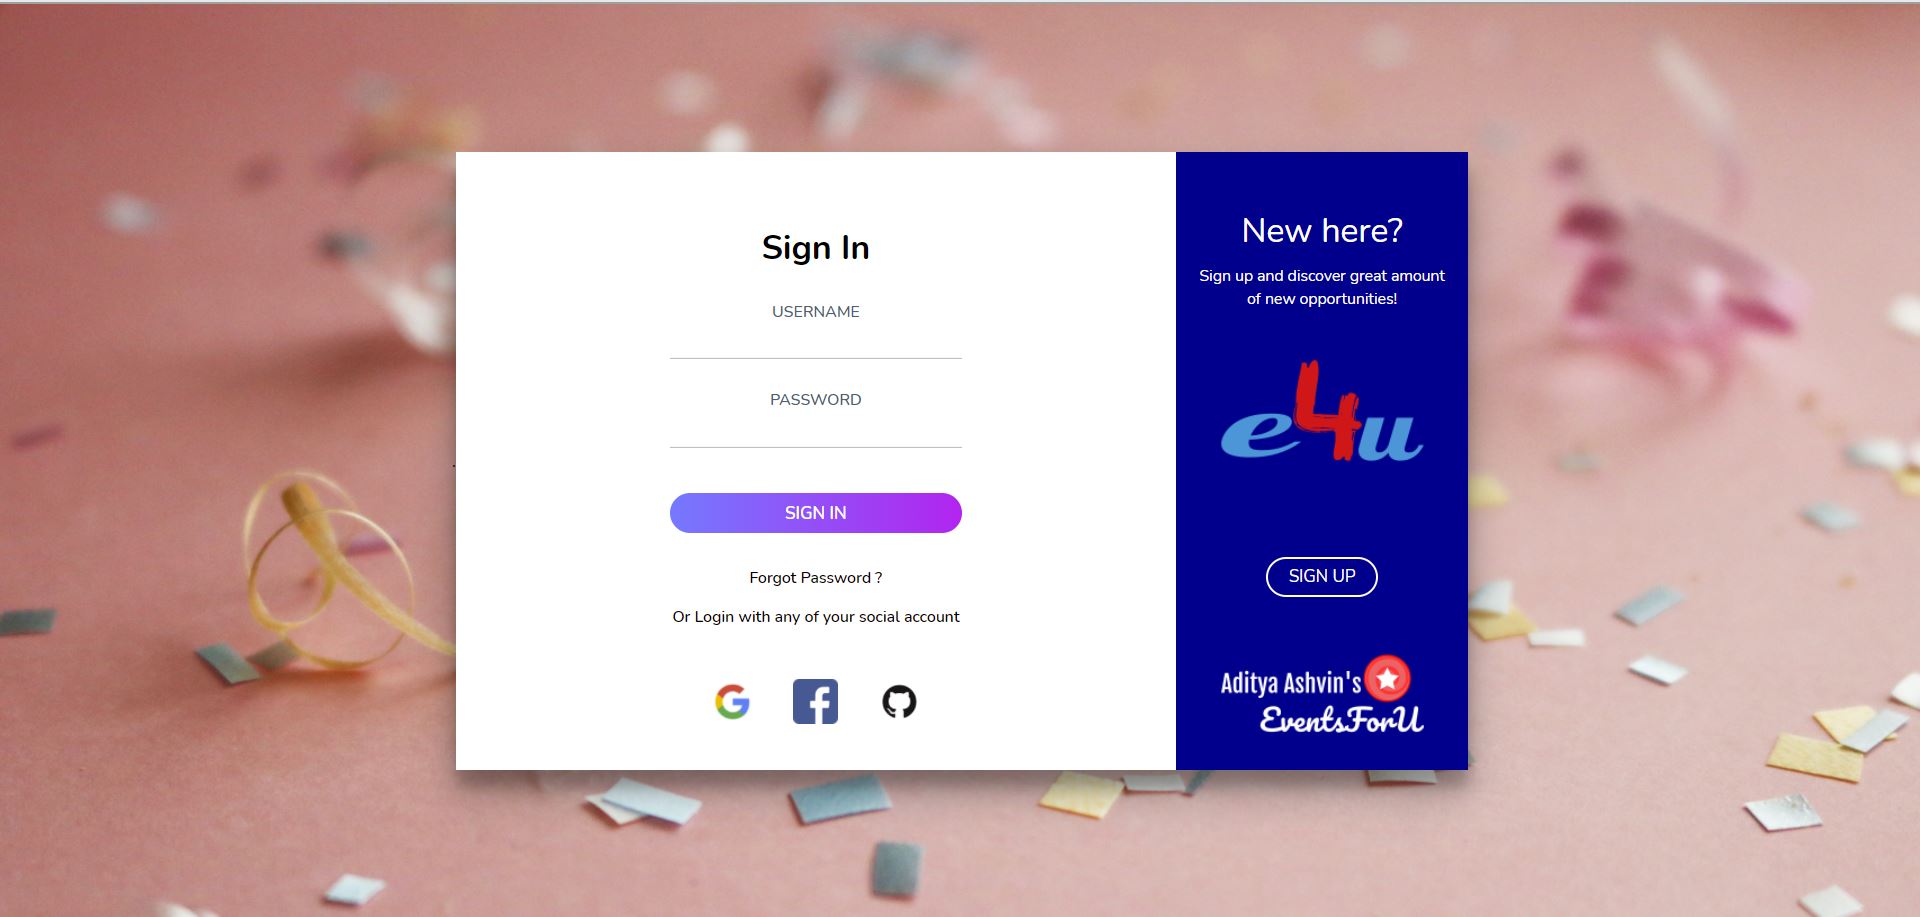 Sign In
USERNAME
PASSWORD
SIGN IN
Forgot Password ?
Or Login with any of your social account
New here?
Sign up and discover great amount
of new opportunities!
e4u
SIGN UP
Aditya Ashvin's
EventsForU